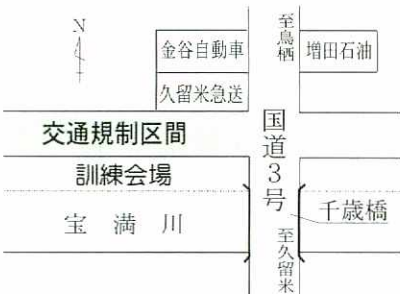 N
至鳥栖
金谷自動車
増田石油
久留米急送
国道3号
交通規制区間
訓練会場
宝満川
千歳橋
至久留米